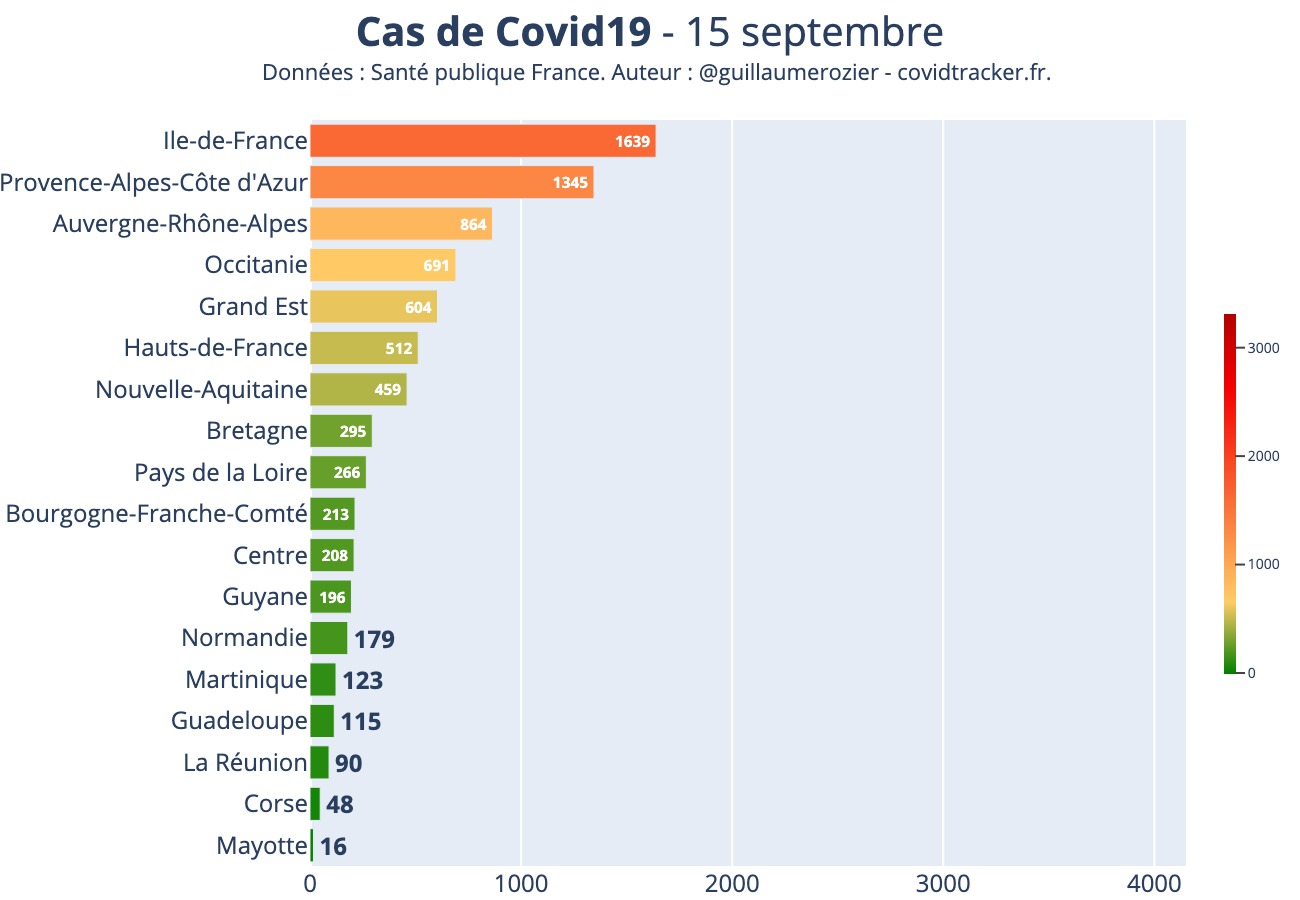 Cas de Covid19 - 15 septembre
Données : Santé publique France. Auteur : @guillaumerozier - covidtracker.fr.
Ile-de-France 1639
Provence-Alpes-Côte d'Azur 1345
Auvergne-Rhône-Alpes 864
Occitanie 691
Grand Est 604
Hauts-de-France 512
Nouvelle-Aquitaine 459
Bretagne 295
Pays de la Loire 266
Bourgogne-Franche-Comté 213
Centre 208
Guyane 196
Normandie 179
Martinique 123
Guadeloupe 115
La Réunion 90
Corse 48
Mayotte 16
0 1000 2000 3000 4000
3000
2000
1000
0